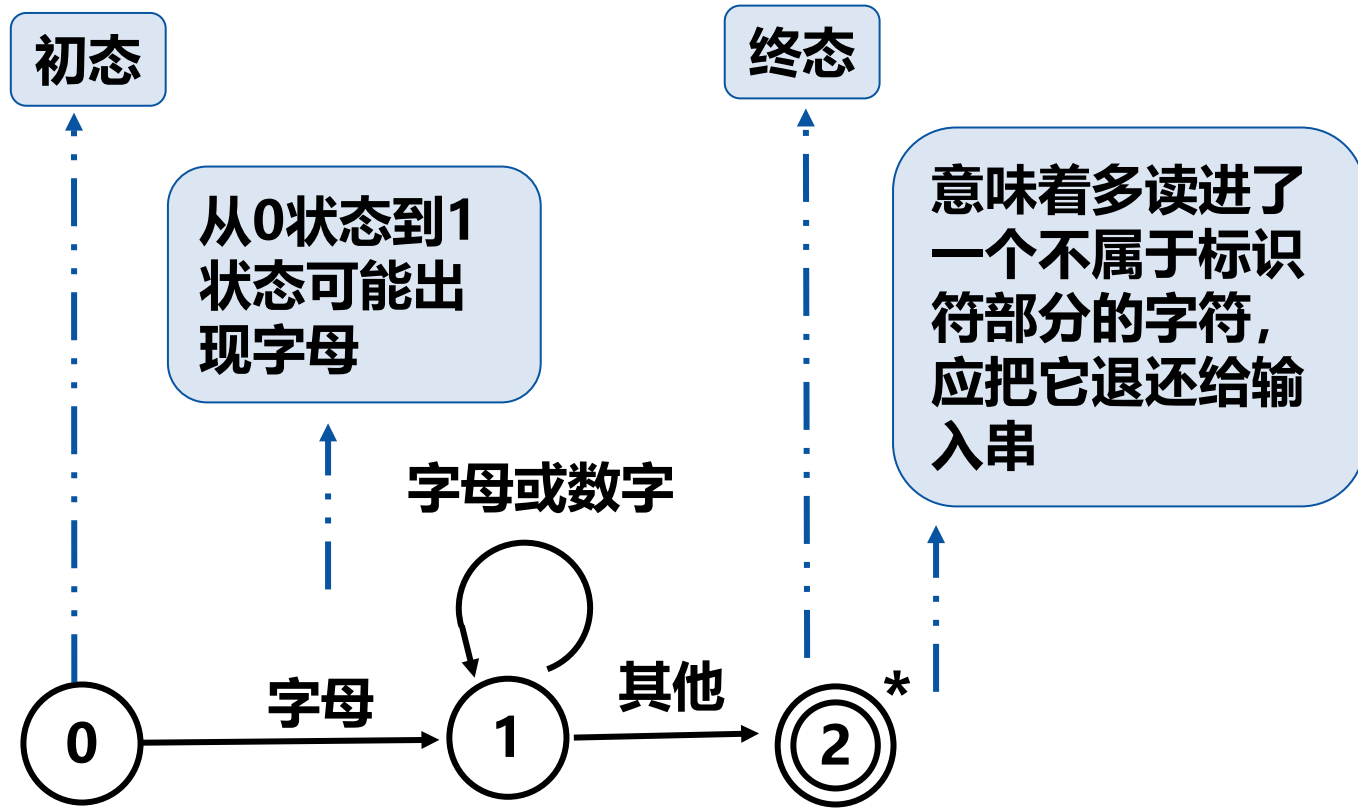 初态
终态
从0状态到1
状态可能出
现字母
意味着多读进了
一个不属于标识
符部分的字符，
应把它退还给输
入串
字母或数字
字母
其他
*
0
1
2